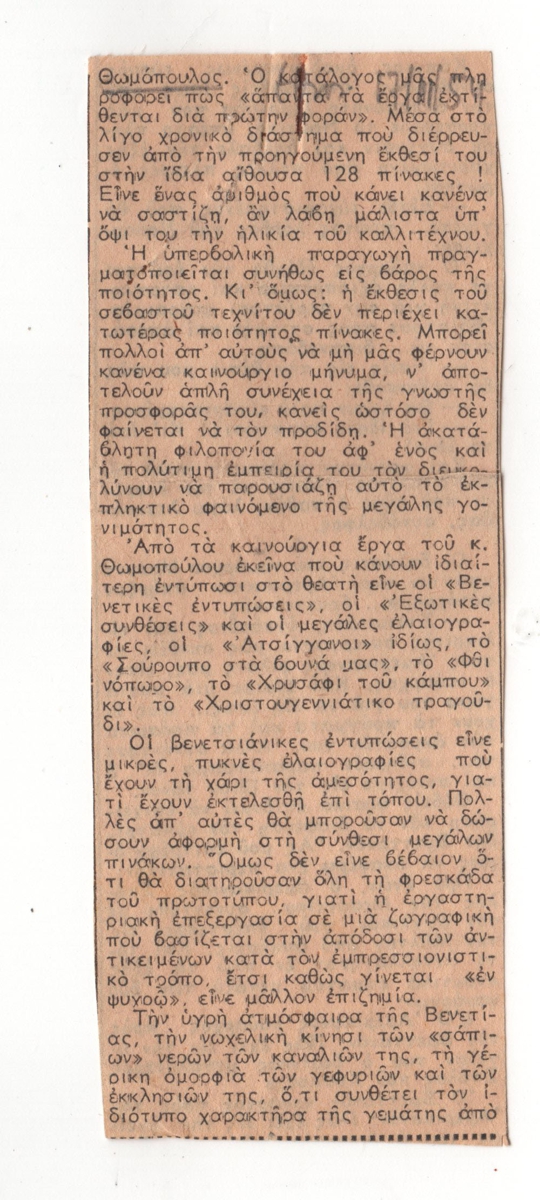 Θωμόπουλος. Ὁ κατάλογος μᾶς πλη
ροφορεῖ πὼς «ἅπαντα τὰ ἔργα ἐκτί-
θενται διὰ πρώτην φοράν». Μέσα στὸ
λίγο χρονικὸ διάστημα ποὺ διέρρευ-
σεν ἀπὸ τὴν προηγούμενη ἔκθεσί του
στὴν ἴδια αἴθουσα 128 πίνακες !
Εἶνε ἕνας ἀριθμὸς ποὺ κάνει κανένα
νὰ σαστίζη, ἂν λάβη μάλιστα ὑπ'
ὄψι του τὴν ἡλικία τοῦ καλλιτέχνου.
Ἡ ὑπερβολικὴ παραγωγὴ πραγ-
ματοποιεῖται συνήθως εἰς βάρος τῆς
ποιότητος. Κι' ὅμως: ἡ ἔκθεσις τοῦ
σεβαστοῦ τεχνίτου δὲν περιέχει κα-
τωτέρας ποιότητος πίνακες. Μπορεῖ
πολλοὶ ἀπ' αὐτοὺς νὰ μὴ μᾶς φέρνουν
κανένα καινούργιο μήνυμα, ν' ἀπο-
τελοῦν ἁπλῆ συνέχεια τῆς γνωστῆς
προσφορᾶς του, κανεὶς ὡστόσο δὲν
φαίνεται νὰ τὸν προδίδη. Ἡ ἀκατά-
βλητη φιλοπονία του ἀφ' ἑνὸς καὶ
ἡ πολύτιμη ἐμπειρία του τὸν διευκο-
λύνουν νὰ παρουσιάζη αὐτὸ τὸ ἐκ-
πληκτικὸ φαινόμενο τῆς μεγάλης γο-
νιμότητος.
Ἀπὸ τὰ καινούργια ἔργα τοῦ κ.
Θωμοπούλου ἐκεῖνα ποὺ κάνουν ἰδιαί-
τερη ἐντύπωσι στὸ θεατὴ εἶνε οἱ «Βε-
νετικὲς ἐντυπώσεις», οἱ «Ἐξωτικὲς
συνθέσεις» καὶ οἱ μεγάλες ἐλαιογρα-
φίες, οἱ «Ἀτσίγγανοι» ἰδίως, τὸ
«Σούρουπο στὰ βουνά μας», τὸ «Φθι
νόπωρο», τὸ «Χρυσάφι τοῦ κάμπου»
καὶ τὸ «Χριστουγεννιάτικο τραγοῦ-
δι».
Οἱ βενετσιάνικες ἐντυπώσεις εἶνε
μικρές, πυκνὲς ἐλαιογραφίες ποὺ
ἔχουν τὴ χάρι τῆς ἀμεσότητος, για-
τὶ ἔχουν ἐκτελεσθῆ ἐπὶ τόπου. Πολ-
λὲς ἀπ' αὐτὲς θὰ μποροῦσαν νὰ δώ-
σουν ἀφορμὴ στὴ σύνθεσι μεγάλων
πινάκων. Ὅμως δὲν εἶνε βέβαιον ὅ-
τι θὰ διατηροῦσαν ὅλη τὴ φρεσκάδα
τοῦ πρωτοτύπου, γιατὶ ἡ ἐργαστη-
ριακὴ ἐπεξεργασία σὲ μιὰ ζωγραφικὴ
ποὺ βασίζεται στὴν ἀπόδοσι τῶν ἀν-
τικειμένων κατὰ τὸν ἐμπρεσσιονιστι-
κὸ τρόπο, ἔτσι καθὼς γίνεται «ἐν
ψυχρῷ», εἶνε μᾶλλον ἐπιζημία.
Τὴν ὑγρὴ ἀτμόσφαιρα τῆς Βενετί-
ας, τὴν νωχελικὴ κίνησι τῶν «σάπι-
ων» νερῶν τῶν καναλιῶν της, τὴ γέ-
ρικη ὁμορφιὰ τῶν γεφυριῶν καὶ τῶν
ἐκκλησιῶν της, ὅ,τι συνθέτει τὸν ἰ-
διότυπο χαρακτῆρα τῆς γεμάτης ἀπὸ